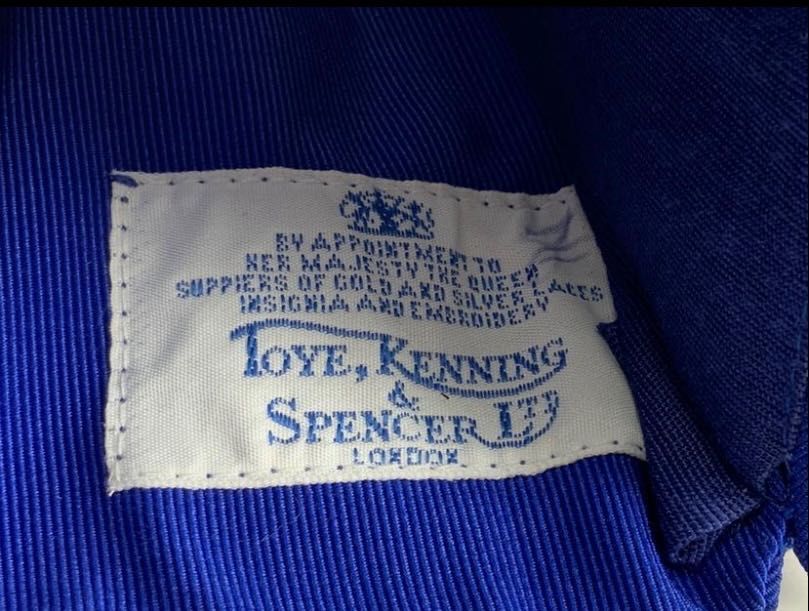 BY APPOINTMENT TO
HER MAJESTY THE QUEEN
SUPPIERS OF GOLD AND SILVER LACES
INSIGNIA AND EMBROIDERY
TOYE, KENNING
&
SPENCER LTD
LONDON